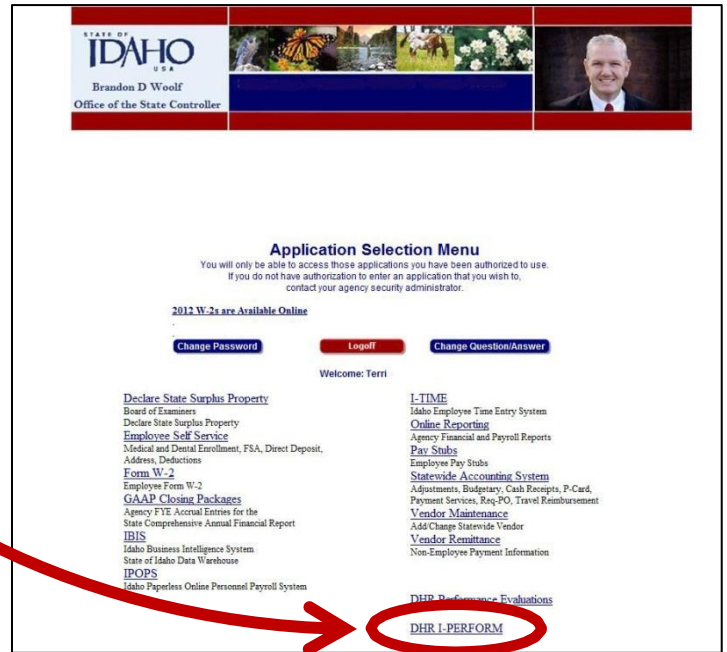 STATE OF
IDAHO
USA
Brandon D Woolf
Office of the State Controller
Application Selection Menu
You will only be able to access those applications you have been authorized to use.
If you do not have authorization to enter an application that you wish to,
contact your agency security administrator.
2012 W-2s are Available Online
Change Password
Logoff
Change Question/Answer
Welcome: Terri
Declare State Surplus Property
Board of Examiners
Declare State Surplus Property
Employee Self Service
Medical and Dental Enrollment, FSA, Direct Deposit,
Address, Deductions
Form W-2
Employee Form W-2
GAAP Closing Packages
Agency FYE Accrual Entries for the
State Comprehensive Annual Financial Report
IBIS
Idaho Business Intelligence System
State of Idaho Data Warehouse
IPOPS
Idaho Paperless Online Personnel Payroll System
I-TIME
Idaho Employee Time Entry System
Online Reporting
Agency Financial and Payroll Reports
Pay Stubs
Employee Pay Stubs
Statewide Accounting System
Adjustments, Budgetary, Cash Receipts, P-Card,
Payment Services, Req-PO, Travel Reimbursement
Vendor Maintenance
Add/Change Statewide Vendor
Vendor Remittance
Non-Employee Payment Information
DHR Performance Evaluations
DHR I-PERFORM